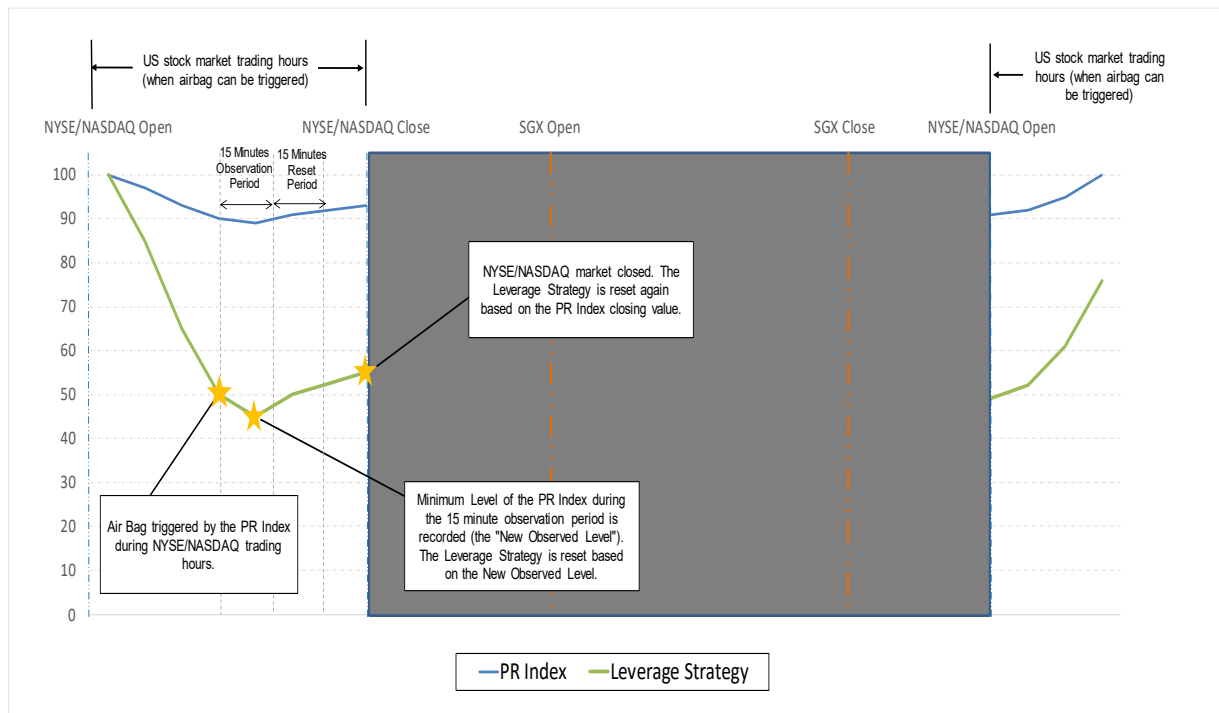 US stock market trading hours
(when airbag can be triggered)
US stock market trading
hours (when airbag can
be triggered)
NYSE/NASDAQ Open
NYSE/NASDAQ Close
SGX Open
SGX Close
NYSE/NASDAQ Open
15 Minutes
Observation
Period
15 Minutes
Reset
Period
100
90
80
70
60
50
40
30
20
10
0
NYSE/NASDAQ market closed. The
Leverage Strategy is reset again
based on the PR Index closing value.
Air Bag triggered by the PR Index
during NYSE/NASDAQ trading
hours.
Minimum Level of the PR Index during
the 15 minute observation period is
recorded (the "New Observed Level").
The Leverage Strategy is reset based
on the New Observed Level.
PR Index
Leverage Strategy